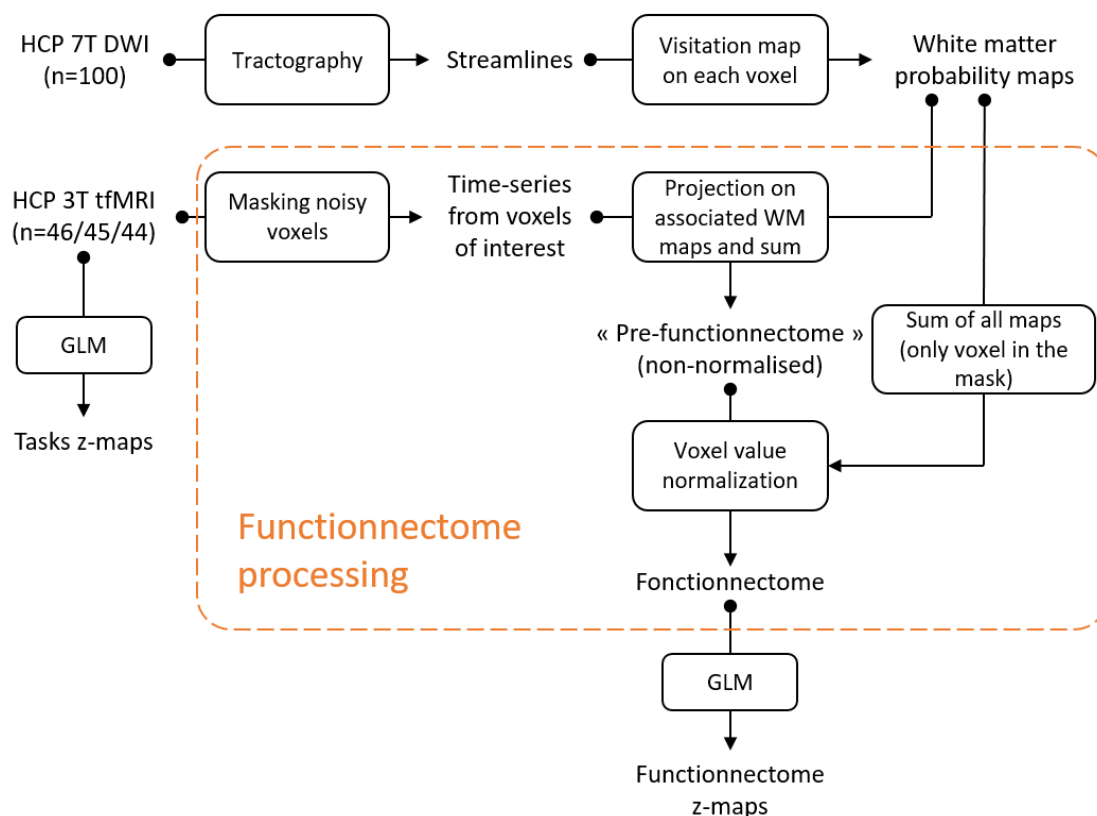 HCP 7T DWI
(n=100)
Tractography
Streamlines
Visitation map
on each voxel
White matter
probability maps
HCP 3T tfMRI
(n=46/45/44)
Masking noisy
voxels
Time-series
from voxels
of interest
Projection on
associated WM
maps and sum
GLM
Tasks z-maps
« Pre-functionnectome »
(non-normalised)
Sum of all maps
(only voxel in the
mask)
Voxel value
normalization
Functionnectome
processing
Fonctionnectome
GLM
Functionnectome
z-maps